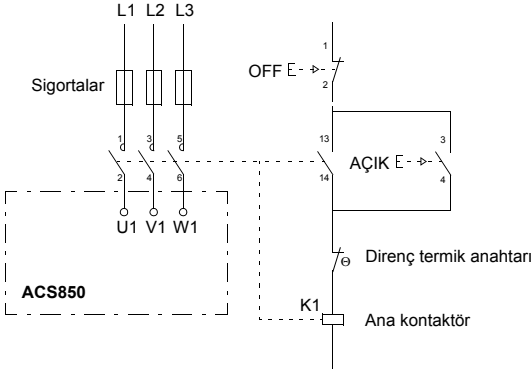 L1 L2 L3
1
OFF
2
Sigortalar
1 3 5
13
3
AÇIK
2 4 6
14
4
U1 V1 W1
Direnç termik anahtarı
Θ
ACS850
K1
Ana kontaktör